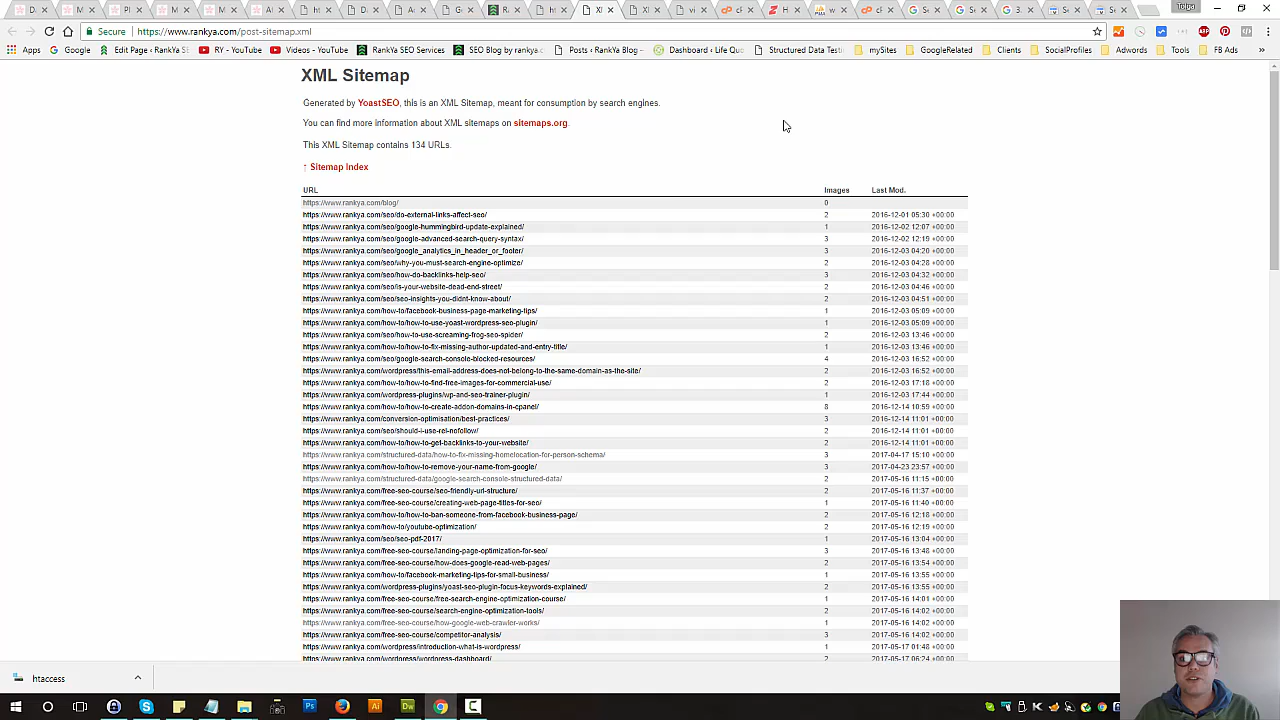 Tolga
Secure
https://www.rankya.com/post-sitemap.xml
Apps Google Edit Page ‹ RankYa S RY - YouTube Videos - YouTube RankYa SEO Services SEO Blog by rankya.c Posts ‹ RankYa Blog – Dashboard ‹ Life Qu Structured Data Testi mySites GoogleRelated Clients SocialProfiles Adwords Tools FB Ads »
XML Sitemap
Generated by YoastSEO, this is an XML Sitemap, meant for consumption by search engines.
You can find more information about XML sitemaps on sitemaps.org.
This XML Sitemap contains 134 URLs.
↑ Sitemap Index
URL Images Last Mod.
https://www.rankya.com/blog/ 0
https://www.rankya.com/seo/do-external-links-affect-seo/ 2 2016-12-01 05:30 +00:00
https://www.rankya.com/seo/google-hummingbird-update-explained/ 1 2016-12-02 12:07 +00:00
https://www.rankya.com/seo/google-advanced-search-query-syntax/ 3 2016-12-02 12:19 +00:00
https://www.rankya.com/seo/google_analytics_in_header_or_footer/ 3 2016-12-03 04:20 +00:00
https://www.rankya.com/seo/why-you-must-search-engine-optimize/ 2 2016-12-03 04:28 +00:00
https://www.rankya.com/seo/how-do-backlinks-help-seo/ 3 2016-12-03 04:32 +00:00
https://www.rankya.com/seo/is-your-website-dead-end-street/ 2 2016-12-03 04:46 +00:00
https://www.rankya.com/seo/seo-insights-you-didnt-know-about/ 2 2016-12-03 04:51 +00:00
https://www.rankya.com/how-to/facebook-business-page-marketing-tips/ 1 2016-12-03 05:09 +00:00
https://www.rankya.com/how-to/how-to-use-yoast-wordpress-seo-plugin/ 1 2016-12-03 05:09 +00:00
https://www.rankya.com/seo/how-to-use-screaming-frog-seo-spider/ 2 2016-12-03 13:46 +00:00
https://www.rankya.com/how-to/how-to-fix-missing-author-updated-and-entry-title/ 1 2016-12-03 13:46 +00:00
https://www.rankya.com/seo/google-search-console-blocked-resources/ 4 2016-12-03 16:52 +00:00
https://www.rankya.com/wordpress/this-email-address-does-not-belong-to-the-same-domain-as-the-site/ 2 2016-12-03 16:52 +00:00
https://www.rankya.com/how-to/how-to-find-free-images-for-commercial-use/ 2 2016-12-03 17:18 +00:00
https://www.rankya.com/wordpress-plugins/wp-and-seo-trainer-plugin/ 1 2016-12-03 17:44 +00:00
https://www.rankya.com/how-to/how-to-create-addon-domains-in-cpanel/ 8 2016-12-14 10:59 +00:00
https://www.rankya.com/conversion-optimisation/best-practices/ 3 2016-12-14 11:01 +00:00
https://www.rankya.com/seo/should-i-use-rel-nofollow/ 2 2016-12-14 11:01 +00:00
https://www.rankya.com/how-to/how-to-get-backlinks-to-your-website/ 2 2016-12-14 11:01 +00:00
https://www.rankya.com/structured-data/how-to-fix-missing-homelocation-for-person-schema/ 3 2017-04-17 15:10 +00:00
https://www.rankya.com/how-to/how-to-remove-your-name-from-google/ 3 2017-04-23 23:57 +00:00
https://www.rankya.com/structured-data/google-search-console-structured-data/ 2 2017-05-16 11:15 +00:00
https://www.rankya.com/free-seo-course/seo-friendly-url-structure/ 2 2017-05-16 11:37 +00:00
https://www.rankya.com/free-seo-course/creating-web-page-titles-for-seo/ 1 2017-05-16 11:40 +00:00
https://www.rankya.com/how-to/how-to-ban-someone-from-facebook-business-page/ 2 2017-05-16 12:18 +00:00
https://www.rankya.com/how-to/youtube-optimization/ 2 2017-05-16 12:19 +00:00
https://www.rankya.com/seo/seo-pdf-2017/ 1 2017-05-16 13:04 +00:00
https://www.rankya.com/free-seo-course/landing-page-optimization-for-seo/ 3 2017-05-16 13:48 +00:00
https://www.rankya.com/free-seo-course/how-does-google-read-web-pages/ 2 2017-05-16 13:54 +00:00
https://www.rankya.com/how-to/facebook-marketing-tips-for-small-business/ 1 2017-05-16 13:55 +00:00
https://www.rankya.com/wordpress-plugins/yoast-seo-plugin-focus-keywords-explained/ 2 2017-05-16 13:55 +00:00
https://www.rankya.com/free-seo-course/free-search-engine-optimization-course/ 1 2017-05-16 14:01 +00:00
https://www.rankya.com/free-seo-course/search-engine-optimization-tools/ 2 2017-05-16 14:02 +00:00
https://www.rankya.com/free-seo-course/how-google-web-crawler-works/ 1 2017-05-16 14:02 +00:00
https://www.rankya.com/free-seo-course/competitor-analysis/ 3 2017-05-16 14:02 +00:00
https://www.rankya.com/wordpress/introduction-what-is-wordpress/ 1 2017-05-17 01:48 +00:00
https://www.rankya.com/wordpress/wordpress-dashboard/ 2 2017-05-17 06:24 +00:00
htaccess